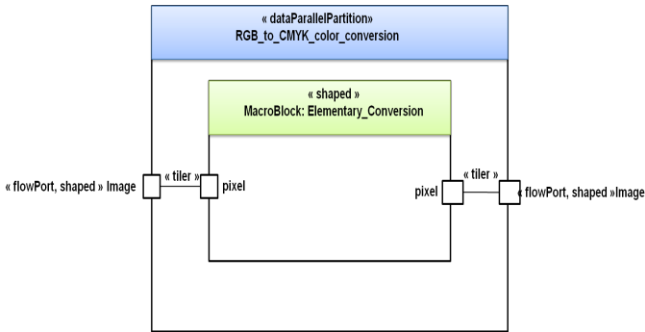 « dataParallelPartition»
RGB_to_CMYK_color_conversion
« shaped »
MacroBlock: Elementary_Conversion
« flowPort, shaped » Image
« tiler »
pixel
pixel
« tiler »
« flowPort, shaped »Image